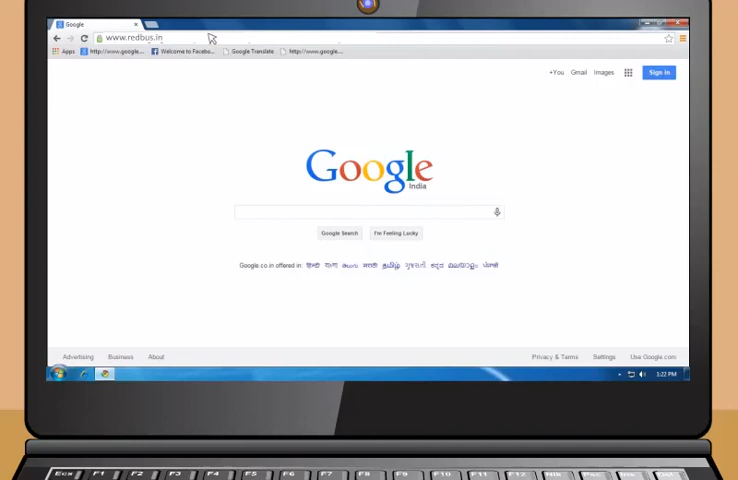 Google
www.redbus.in
Apps http://www.google... Welcome to Facebo... Google Translate http://www.google....
+You Gmail Images Sign in
Google
India
Google Search I'm Feeling Lucky
Google.co.in offered in: हिन्दी বাংলা తెలుగు मराठी தமிழ் ગુજરાતી ಕನ್ನಡ മലയാളം ਪੰਜਾਬੀ
Advertising Business About Privacy & Terms Settings Use Google.com
1:22 PM
F1 F2 F3 F4 F5 F6 F7 F8 F9 F10 F11 F12